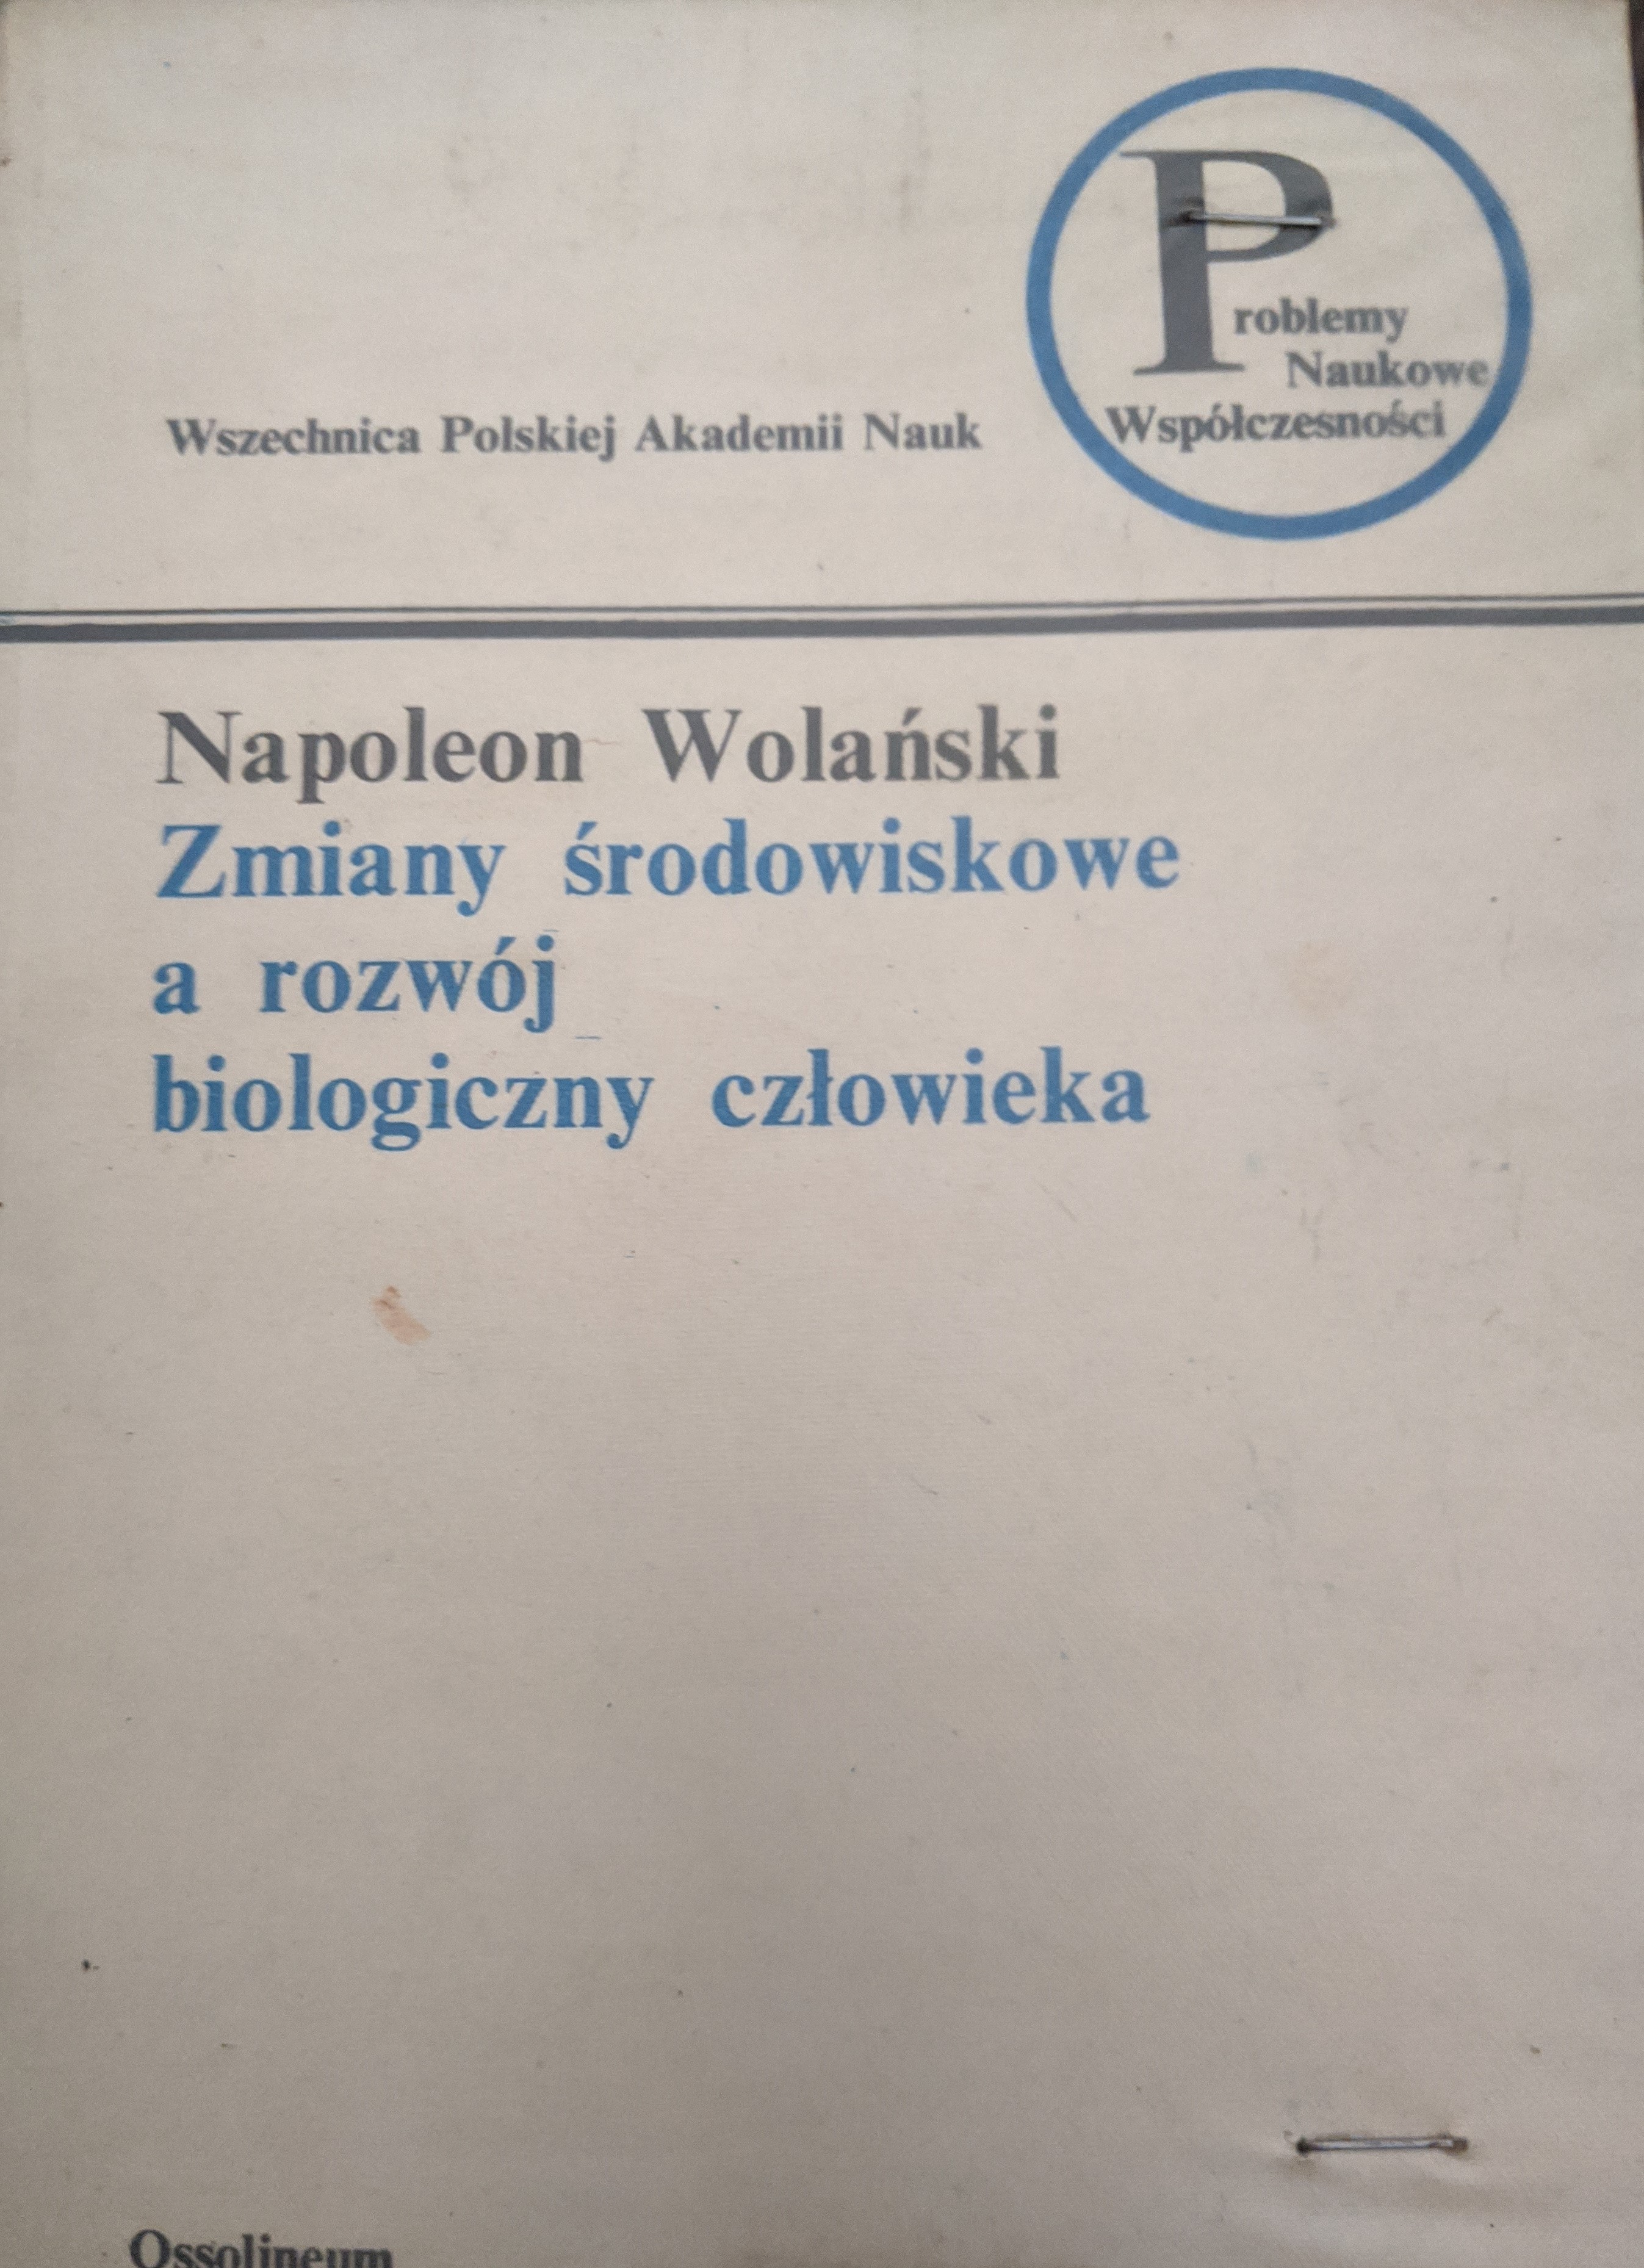 Problemy
Naukowe
Współczesności
Wszechnica Polskiej Akademii Nauk
Napoleon Wolański
Zmiany środowiskowe
a rozwój
biologiczny człowieka
Ossolineum